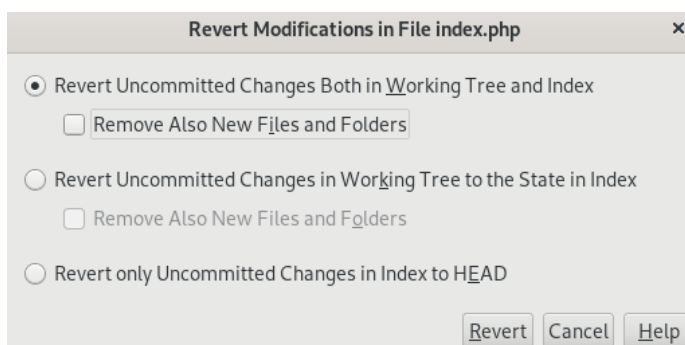 Revert Modifications in File index.php ×
Revert Uncommitted Changes Both in Working Tree and Index
Remove Also New Files and Folders
Revert Uncommitted Changes in Working Tree to the State in Index
Remove Also New Files and Folders
Revert only Uncommitted Changes in Index to HEAD
Revert Cancel Help